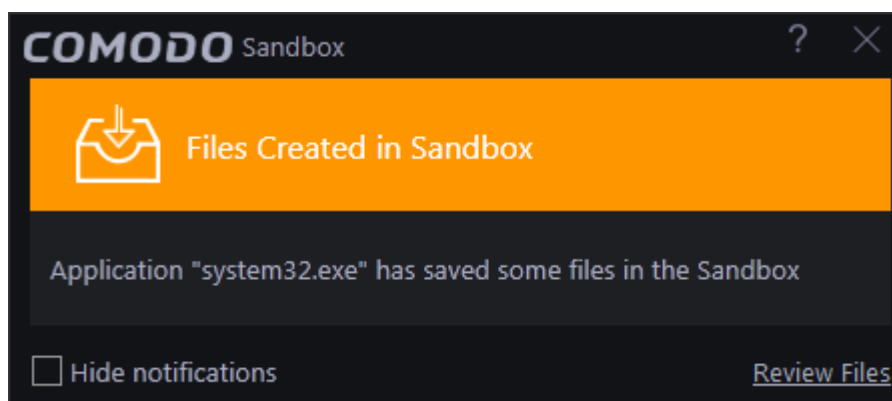 COMODO Sandbox ?
Files Created in Sandbox
Application "system32.exe" has saved some files in the Sandbox
Hide notifications Review Files